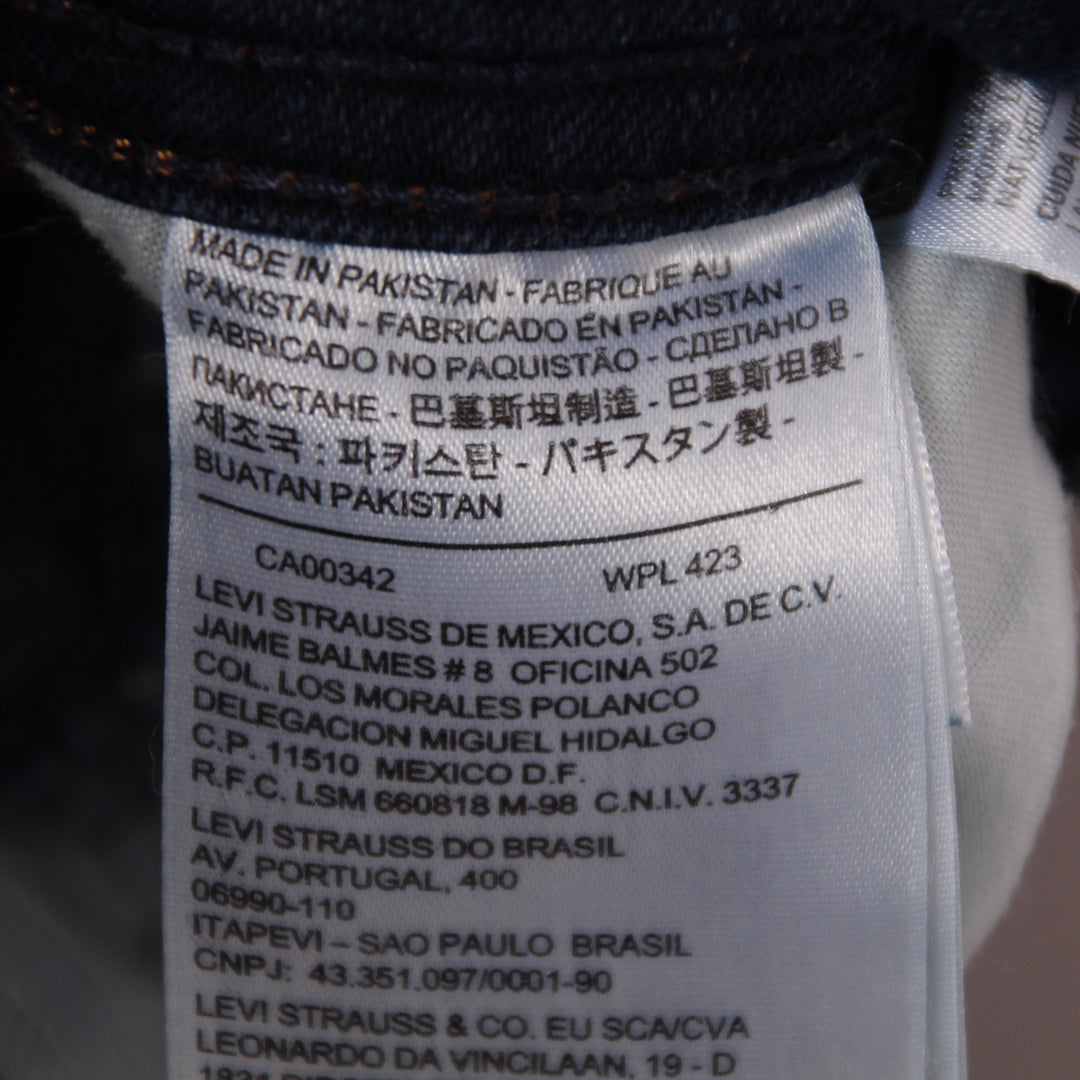 MADE IN PAKISTAN - FABRIQUE AU
PAKISTAN - FABRICADO EN PAKISTAN -
FABRICADO NO PAQUISTÃO - СДЕЛАНО В
ПАКИСТАНЕ - 巴基斯坦制造 - 巴基斯坦製 -
제조국 : 파키스탄 - パキスタン製 -
BUATAN PAKISTAN
CA00342 WPL 423
LEVI STRAUSS DE MEXICO, S.A. DE C.V.
JAIME BALMES # 8 OFICINA 502
COL. LOS MORALES POLANCO
DELEGACION MIGUEL HIDALGO
C.P. 11510 MEXICO D.F.
R.F.C. LSM 660818 M-98 C.N.I.V. 3337
LEVI STRAUSS DO BRASIL
AV. PORTUGAL, 400
06990-110
ITAPEVI – SAO PAULO BRASIL
CNPJ: 43.351.097/0001-90
LEVI STRAUSS & CO. EU SCA/CVA
LEONARDO DA VINCILAAN, 19 - D
1831
CUIDA